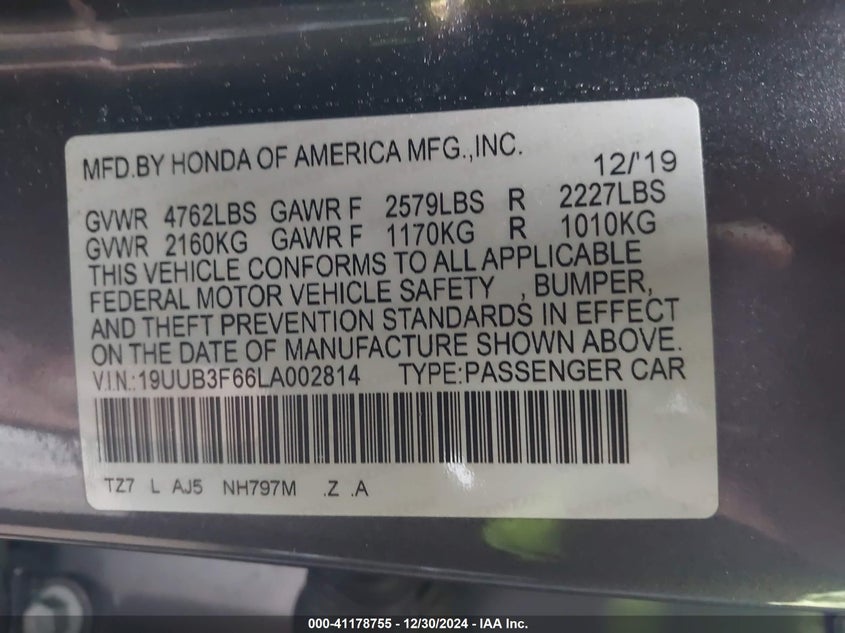 MFD.BY HONDA OF AMERICA MFG.,INC. 12/'19
GVWR 4762LBS GAWR F 2579LBS R 2227LBS
GVWR 2160KG GAWR F 1170KG R 1010KG
THIS VEHICLE CONFORMS TO ALL APPLICABLE
FEDERAL MOTOR VEHICLE SAFETY , BUMPER,
AND THEFT PREVENTION STANDARDS IN EFFECT
ON THE DATE OF MANUFACTURE SHOWN ABOVE.
V.I.N.:19UUB3F66LA002814 TYPE:PASSENGER CAR
TZ7 L AJ5 NH797M .Z .A
000-41178755 - 12/30/2024 - IAA Inc.